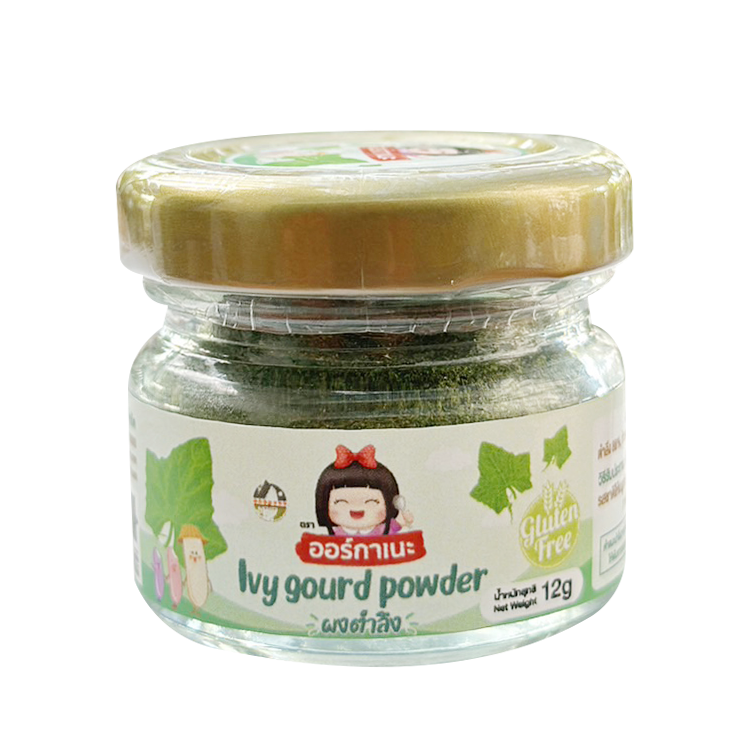 ตรา
ออร์กาเนะ
Ivy gourd powder
ผงตำลึง
Gluten
Free
น้ำหนักสุทธิ
Net Weight 12g